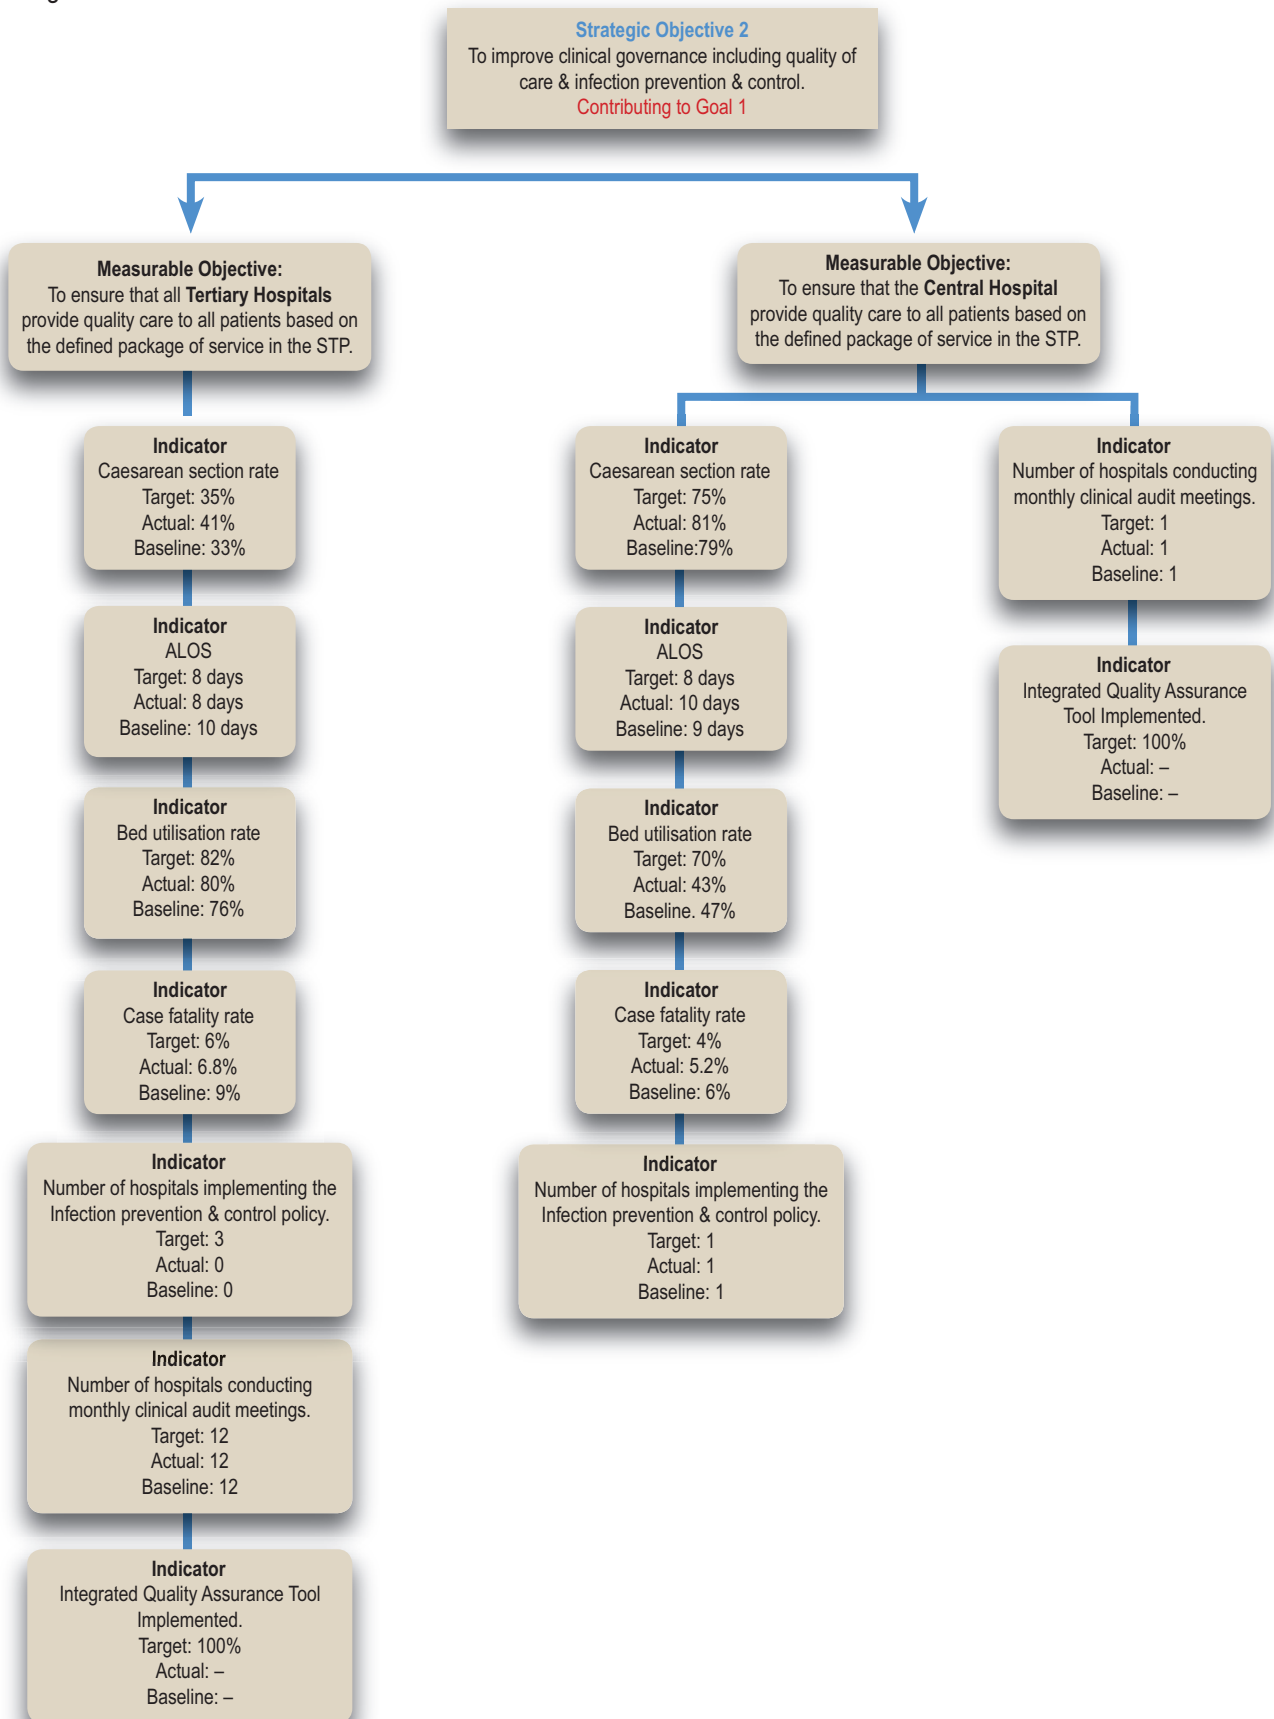 Strategic Objective 2
To improve clinical governance including quality of
care & infection prevention & control.
Contributing to Goal 1
Measurable Objective:
To ensure that all Tertiary Hospitals
provide quality care to all patients based on
the defined package of service in the STP.
Indicator
Caesarean section rate
Target: 35%
Actual: 41%
Baseline: 33%
Indicator
ALOS
Target: 8 days
Actual: 8 days
Baseline: 10 days
Indicator
Bed utilisation rate
Target: 82%
Actual: 80%
Baseline: 76%
Indicator
Case fatality rate
Target: 6%
Actual: 6.8%
Baseline: 9%
Indicator
Number of hospitals implementing the
Infection prevention & control policy.
Target: 3
Actual: 0
Baseline: 0
Indicator
Number of hospitals conducting
monthly clinical audit meetings.
Target: 12
Actual: 12
Baseline: 12
Indicator
Integrated Quality Assurance Tool
Implemented.
Target: 100%
Actual: –
Baseline: –
Measurable Objective:
To ensure that the Central Hospital
provide quality care to all patients based on
the defined package of service in the STP.
Indicator
Caesarean section rate
Target: 75%
Actual: 81%
Baseline:79%
Indicator
ALOS
Target: 8 days
Actual: 10 days
Baseline: 9 days
Indicator
Bed utilisation rate
Target: 70%
Actual: 43%
Baseline. 47%
Indicator
Case fatality rate
Target: 4%
Actual: 5.2%
Baseline: 6%
Indicator
Number of hospitals implementing the
Infection prevention & control policy.
Target: 1
Actual: 1
Baseline: 1
Indicator
Number of hospitals conducting
monthly clinical audit meetings.
Target: 1
Actual: 1
Baseline: 1
Indicator
Integrated Quality Assurance
Tool Implemented.
Target: 100%
Actual: –
Baseline: –